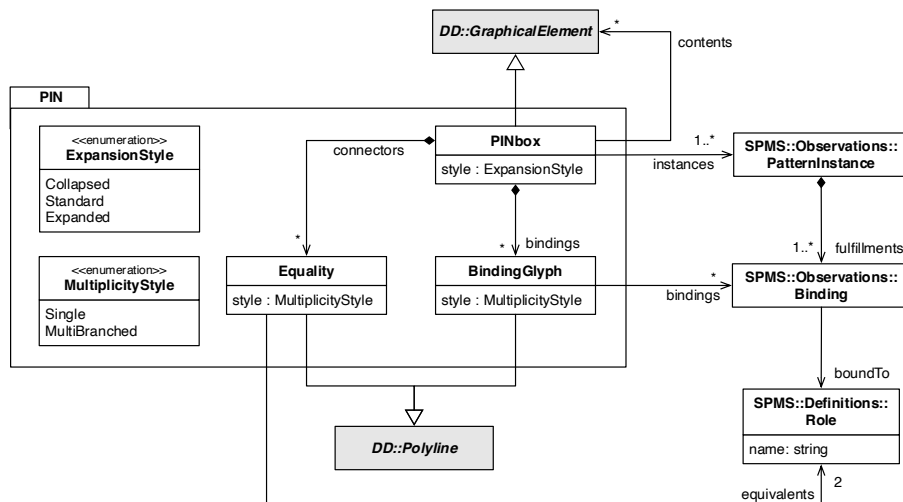 DD::GraphicalElement
*
contents
PIN
<<enumeration>>
ExpansionStyle
Collapsed
Standard
Expanded
connectors
PINbox
style : ExpansionStyle
1..*
instances
SPMS::Observations::
PatternInstance
*
* bindings
1..*
fulfillments
<<enumeration>>
MultiplicityStyle
Single
MultiBranched
Equality
style : MultiplicityStyle
BindingGlyph
style : MultiplicityStyle
*
bindings
SPMS::Observations::
Binding
boundTo
DD::Polyline
SPMS::Definitions::
Role
name: string
equivalents
2